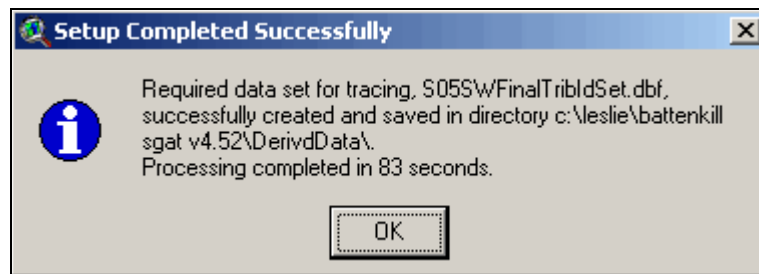 Setup Completed Successfully
Required data set for tracing, S05SWFinalTribIdSet.dbf,
successfully created and saved in directory c:\leslie\battenkill
sgat v4.52\DerivdData\.
Processing completed in 83 seconds.
OK